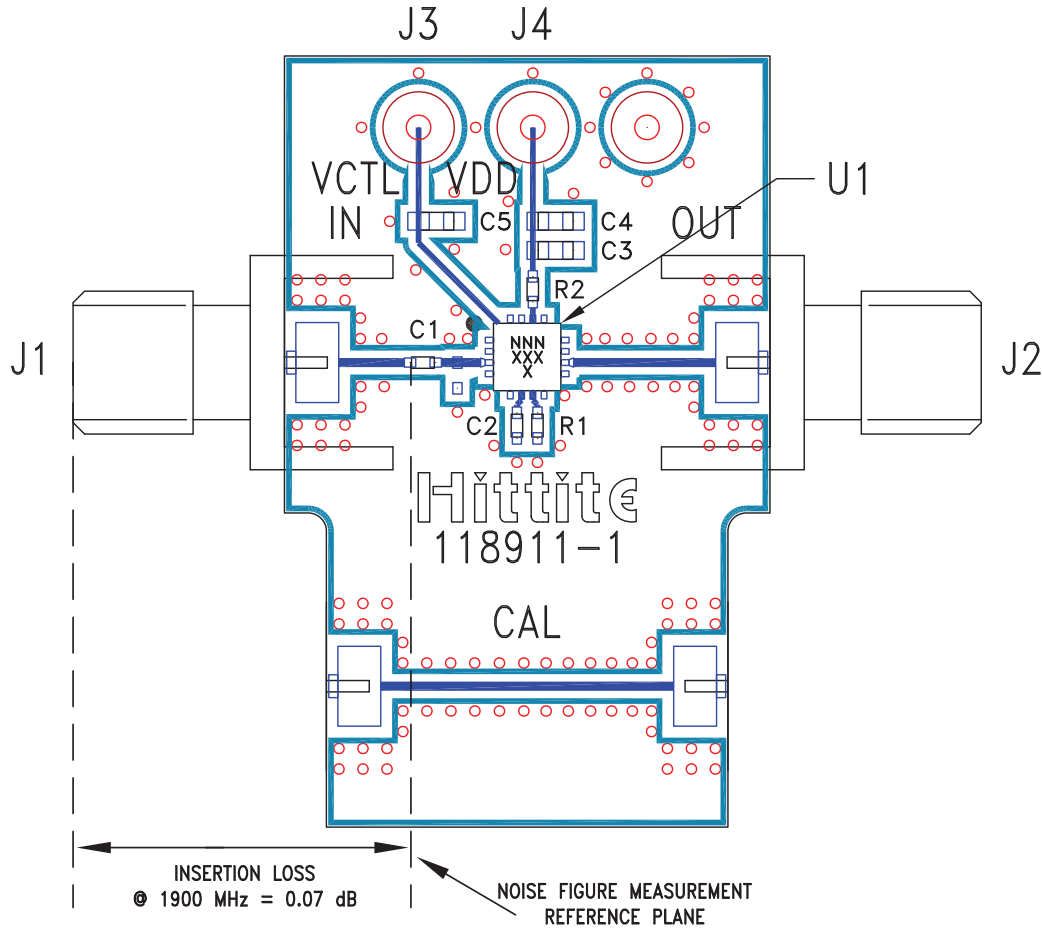 J3
J4
VCTL
VDD
U1
IN
C5
C4
OUT
C3
R2
C1
NNN
XXX
X
J1
J2
C2
R1
Hittite
118911-1
CAL
INSERTION LOSS
@ 1900 MHz = 0.07 dB
NOISE FIGURE MEASUREMENT
REFERENCE PLANE